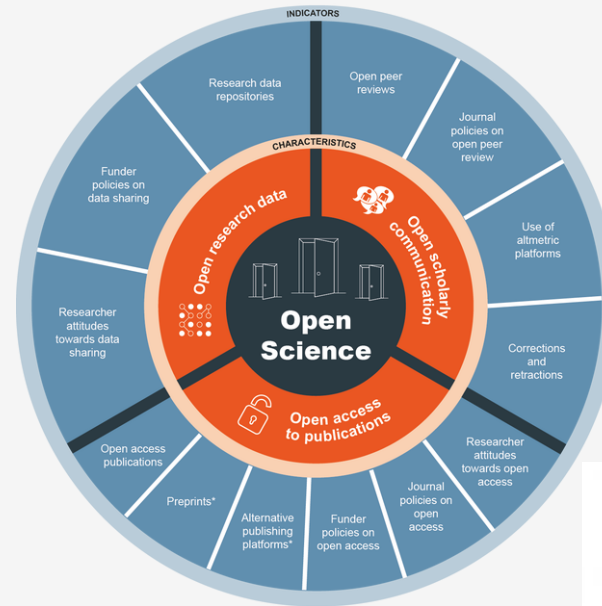 INDICATORS
Open peer
reviews
Journal
policies on
open peer
review
Use of
altmetric
platforms
Corrections
and
retractions
Researcher
attitudes
towards open
access
Journal
policies on
open
access
Funder
policies on
open access
Alternative
publishing
platforms*
Preprints*
Open access
publications
Researcher
attitudes
towards data
sharing
Funder
policies on
data sharing
Research data
repositories
CHARACTERISTICS
Open research data
Open scholarly
communication
Open access
to publications
Open
Science